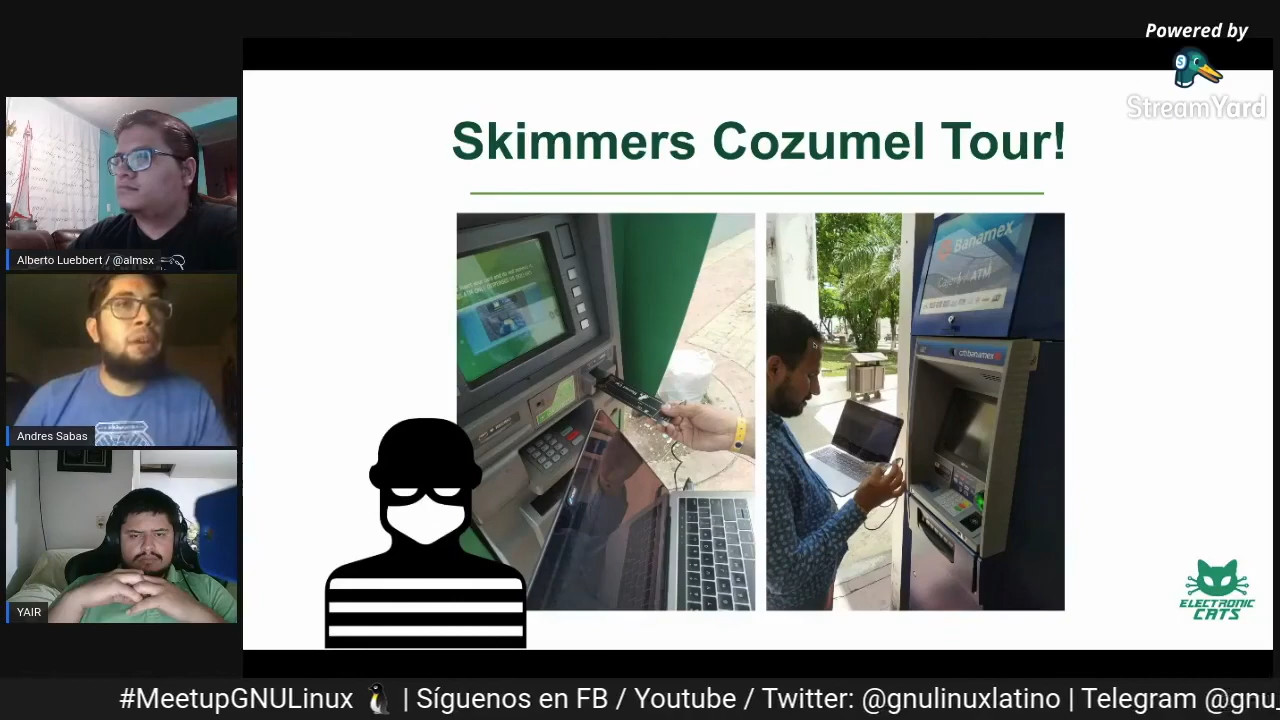 Powered by
StreamYard
Skimmers Cozumel Tour!
Alberto Luebbert / @almsx
Andres Sabas
YAIR
Banamex
citibanamex
ELECTRONIC
CATS
#MeetupGNULinux 🐧 | Síguenos en FB / Youtube / Twitter: @gnulinuxlatino | Telegram @gnu_